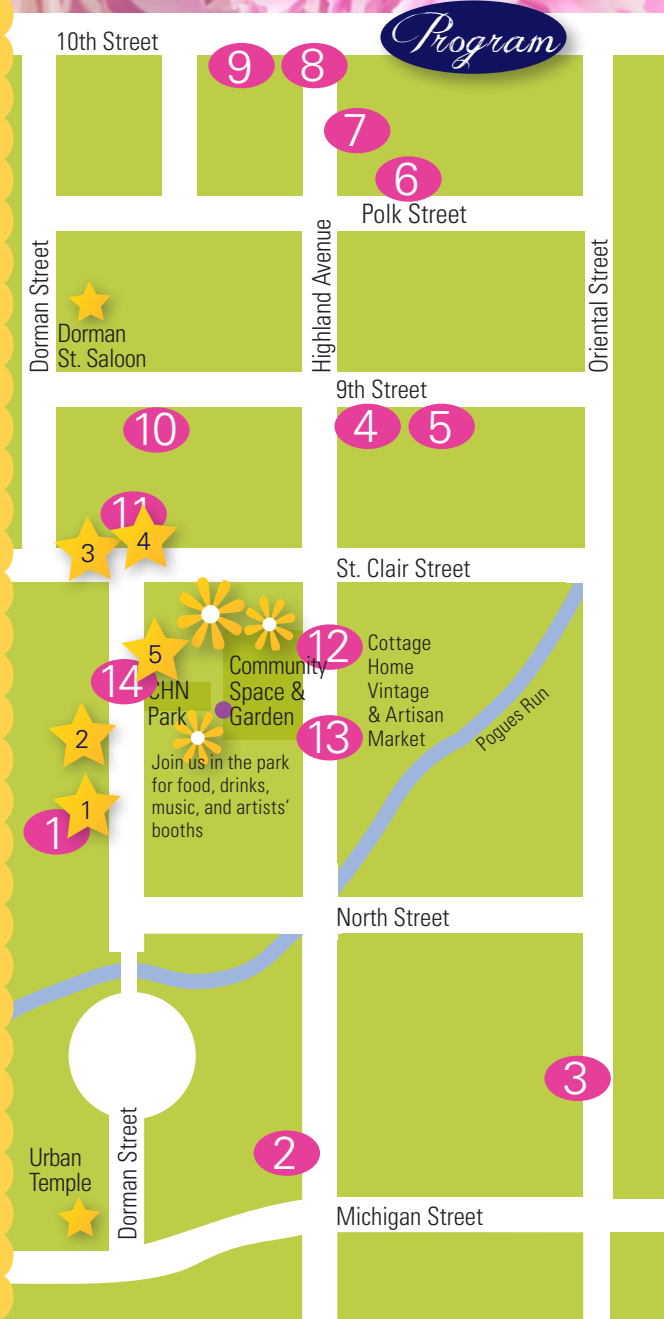 Program
10th Street
9
8
7
6
Polk Street
Dorman Street
Highland Avenue
Oriental Street
Dorman
St. Saloon
9th Street
10
4
5
11
3
4
St. Clair Street
12
Cottage
Home
Vintage
& Artisan
Market
5
14
Community
Space &
Garden
CHN
Park
13
Pogues Run
2
Join us in the park
for food, drinks,
music, and artists’
booths
1
1
North Street
3
2
Urban
Temple
Dorman Street
Michigan Street